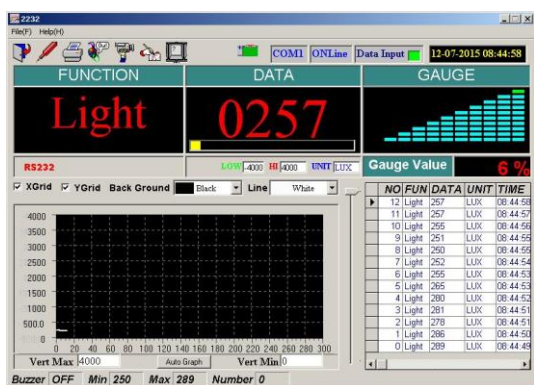 2232
File(F) Help(H)
COM1 ONLine Data Input 12-07-2015 08:44:58
FUNCTION DATA GAUGE
Light 0257
RS232 LOW -4000 HI 4000 UNIT LUX Gauge Value 6 %
XGrid YGrid Back Ground Black Line White
NO FUN DATA UNIT TIME
12 Light 257 LUX 08:44:58
11 Light 257 LUX 08:44:57
10 Light 255 LUX 08:44:56
9 Light 251 LUX 08:44:55
8 Light 250 LUX 08:44:55
7 Light 252 LUX 08:44:54
6 Light 255 LUX 08:44:53
5 Light 265 LUX 08:44:53
4 Light 280 LUX 08:44:52
3 Light 281 LUX 08:44:51
2 Light 278 LUX 08:44:51
1 Light 286 LUX 08:44:50
0 Light 289 LUX 08:44:49
4000
3500
3000
2500
2000
1500
1000
500.0
0
0 20 40 60 80 100 120 140 160 180 200 220 240 260 280 300
Vert Max 4000 Auto Graph Vert Min 0
Buzzer OFF Min 250 Max 289 Number 0